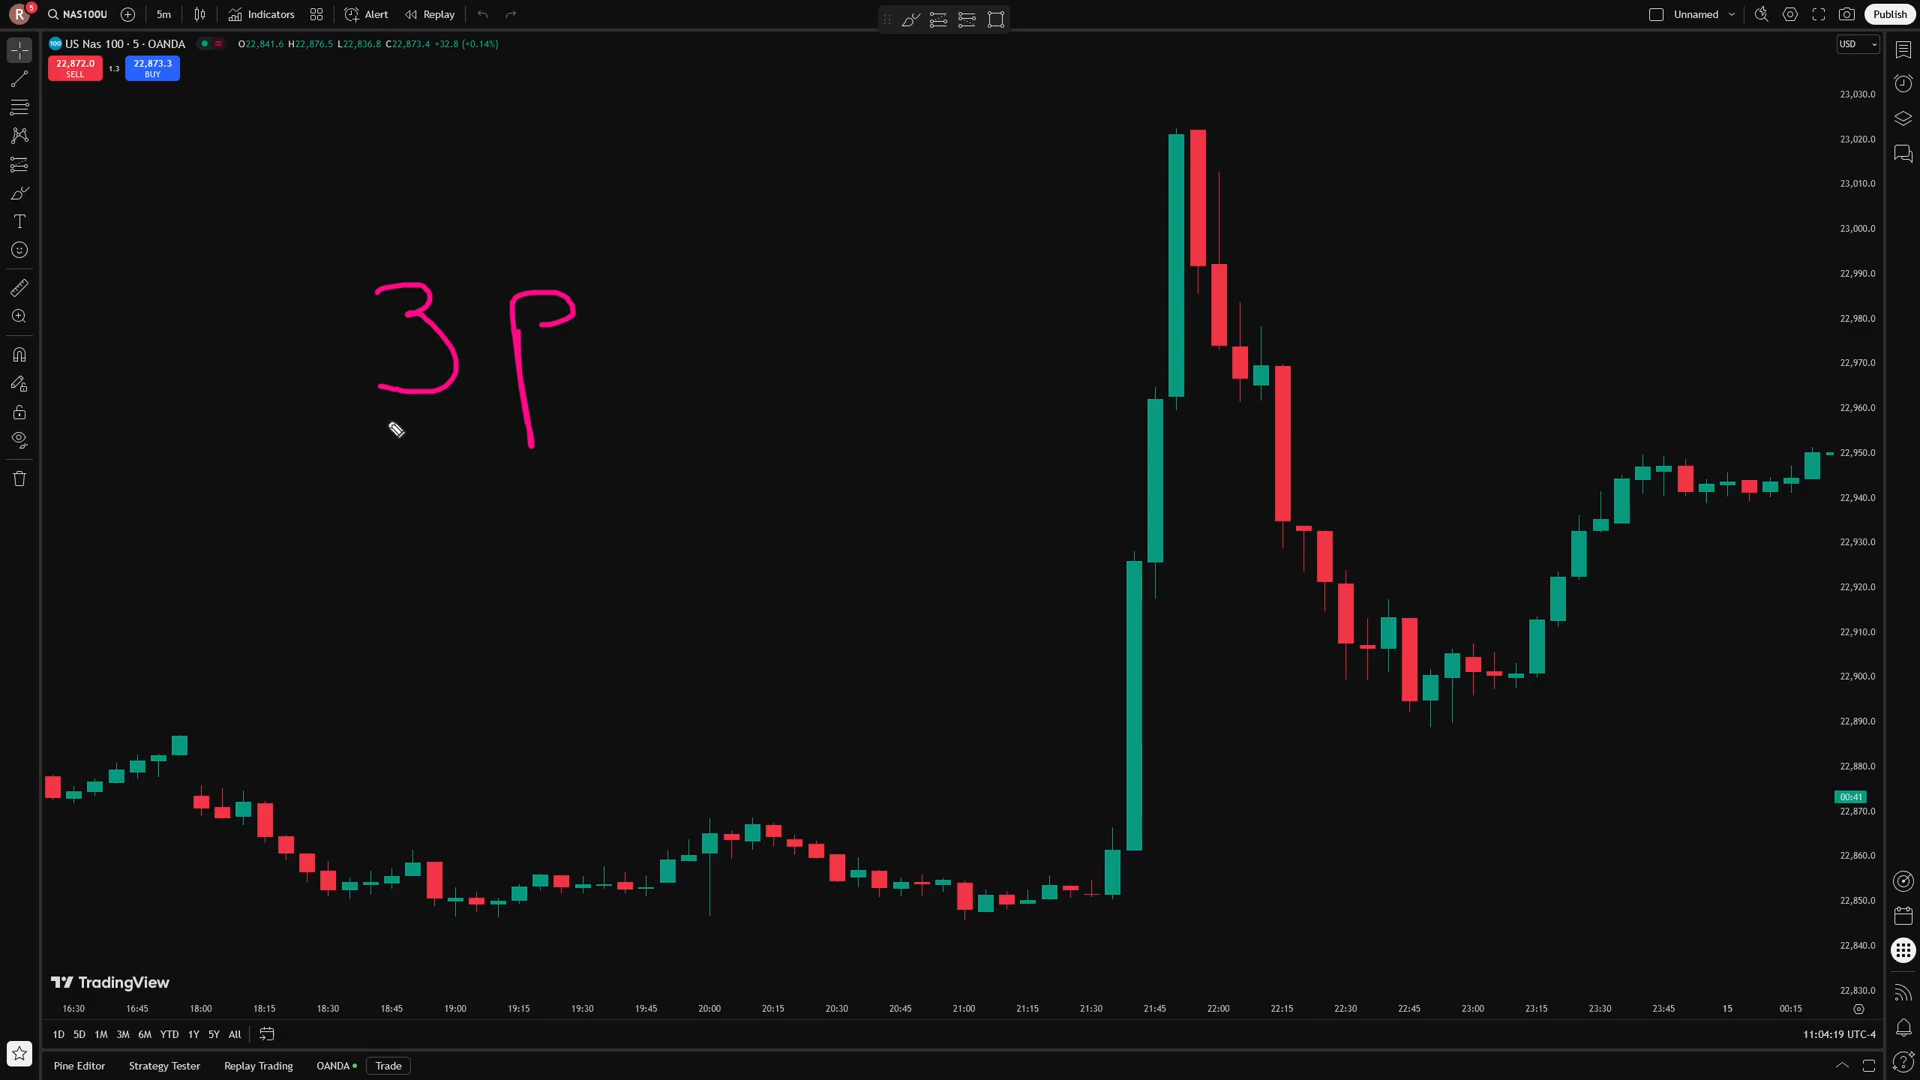 R 5 NAS100U 5m Indicators Alert Replay Unnamed Publish
100 US Nas 100 · 5 · OANDA O22,841.6 H22,876.5 L22,836.8 C22,873.4 +32.8 (+0.14%) USD
22,872.0 SELL 1.3 22,873.3 BUY
3 P
23,030.0
23,020.0
23,010.0
23,000.0
22,990.0
22,980.0
22,970.0
22,960.0
22,950.0
22,940.0
22,930.0
22,920.0
22,910.0
22,900.0
22,890.0
22,880.0
00:41
22,870.0
22,860.0
22,850.0
22,840.0
22,830.0
TradingView
16:30 16:45 18:00 18:15 18:30 18:45 19:00 19:15 19:30 19:45 20:00 20:15 20:30 20:45 21:00 21:15 21:30 21:45 22:00 22:15 22:30 22:45 23:00 23:15 23:30 23:45 15 00:15
1D 5D 1M 3M 6M YTD 1Y 5Y All 11:04:19 UTC-4
Pine Editor Strategy Tester Replay Trading OANDA Trade